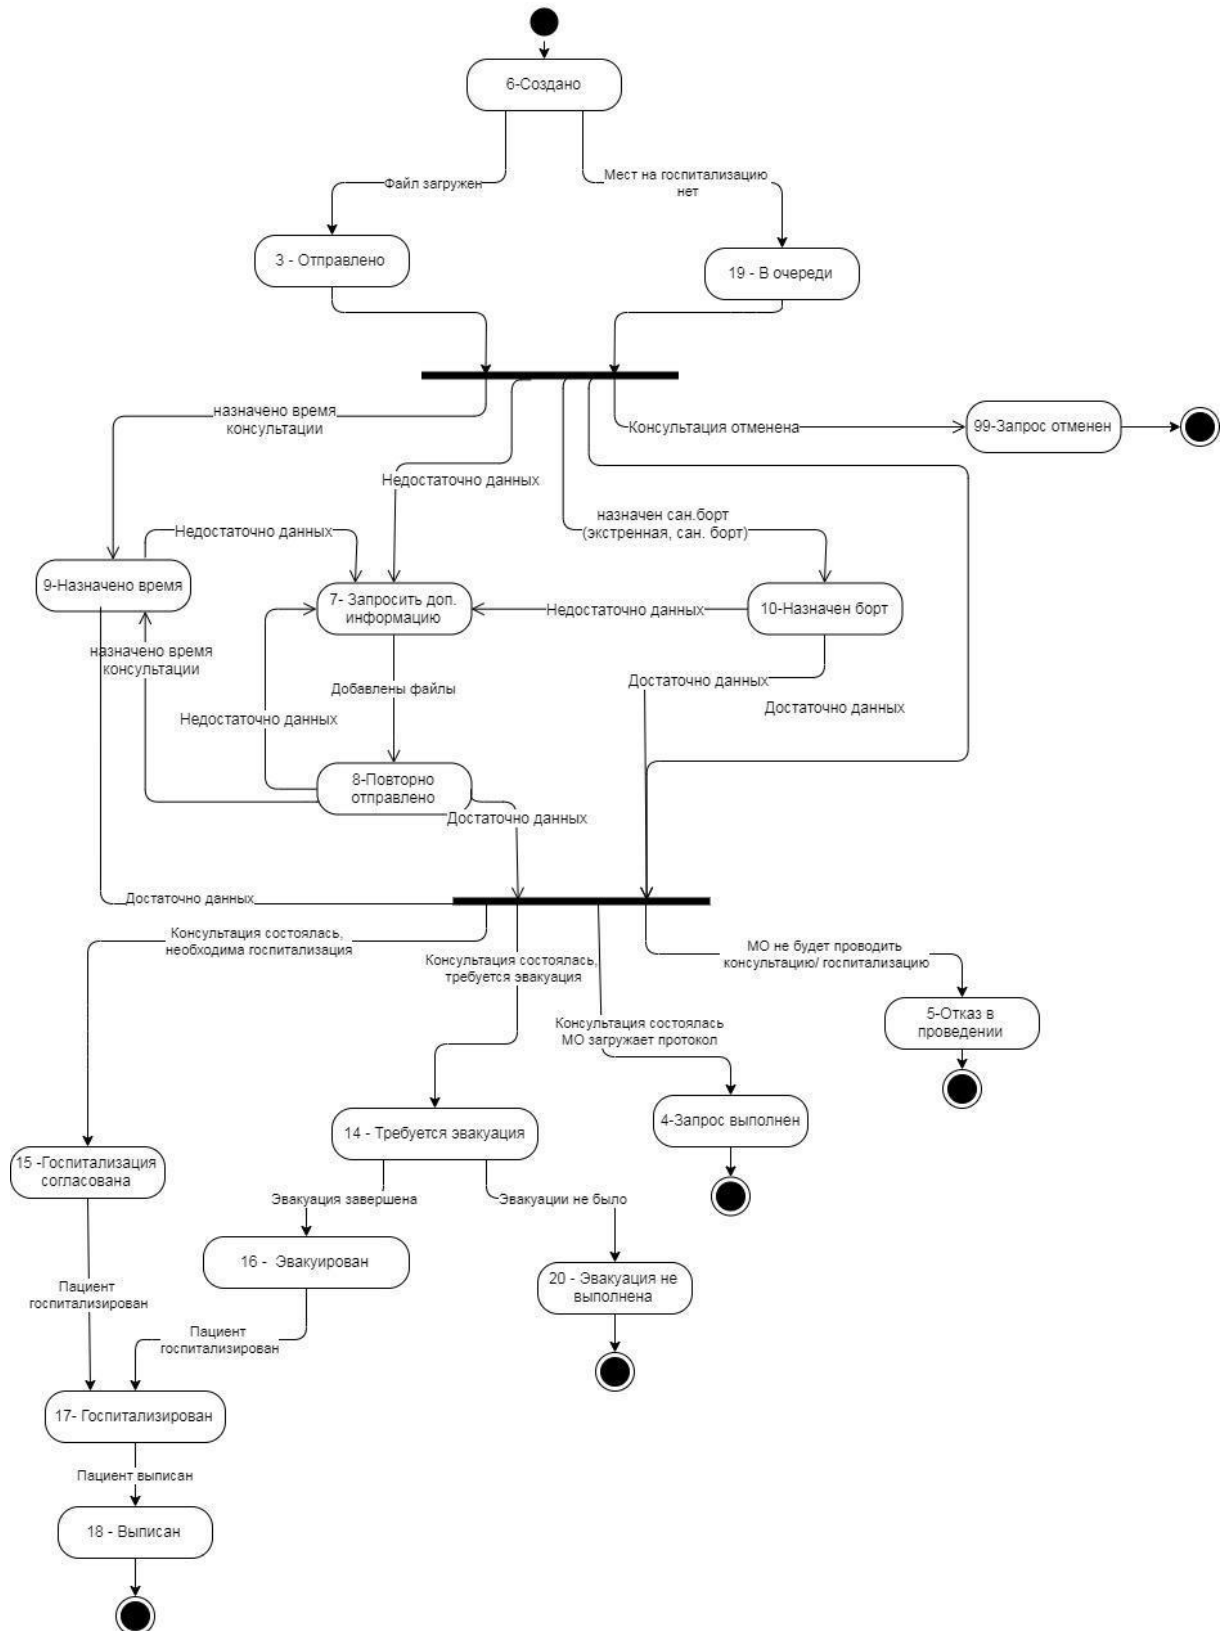 6-Создано
Файл загружен
Мест на госпитализацию
нет
3 - Отправлено
19 - В очереди
назначено время
консультации
Консультация отменена
99-Запрос отменен
Недостаточно данных
назначен сан.борт
(экстренная, сан. борт)
Недостаточно данных
9-Назначено время
7- Запросить доп.
информацию
Недостаточно данных
10-Назначен борт
назначено время
консультации
Добавлены файлы
Достаточно данных
Достаточно данных
Недостаточно данных
8-Повторно
отправлено
Достаточно данных
Достаточно данных
Консультация состоялась,
необходима госпитализация
Консультация состоялась,
требуется эвакуация
МО не будет проводить
консультацию/ госпитализацию
Консультация состоялась
МО загружает протокол
5-Отказ в
проведении
14 - Требуется эвакуация
4-Запрос выполнен
15 -Госпитализация
согласована
Эвакуация завершена
Эвакуации не было
16 -  Эвакуирован
20 - Эвакуация не
выполнена
Пациент
госпитализирован
Пациент
госпитализирован
17- Госпитализирован
Пациент выписан
18 - Выписан